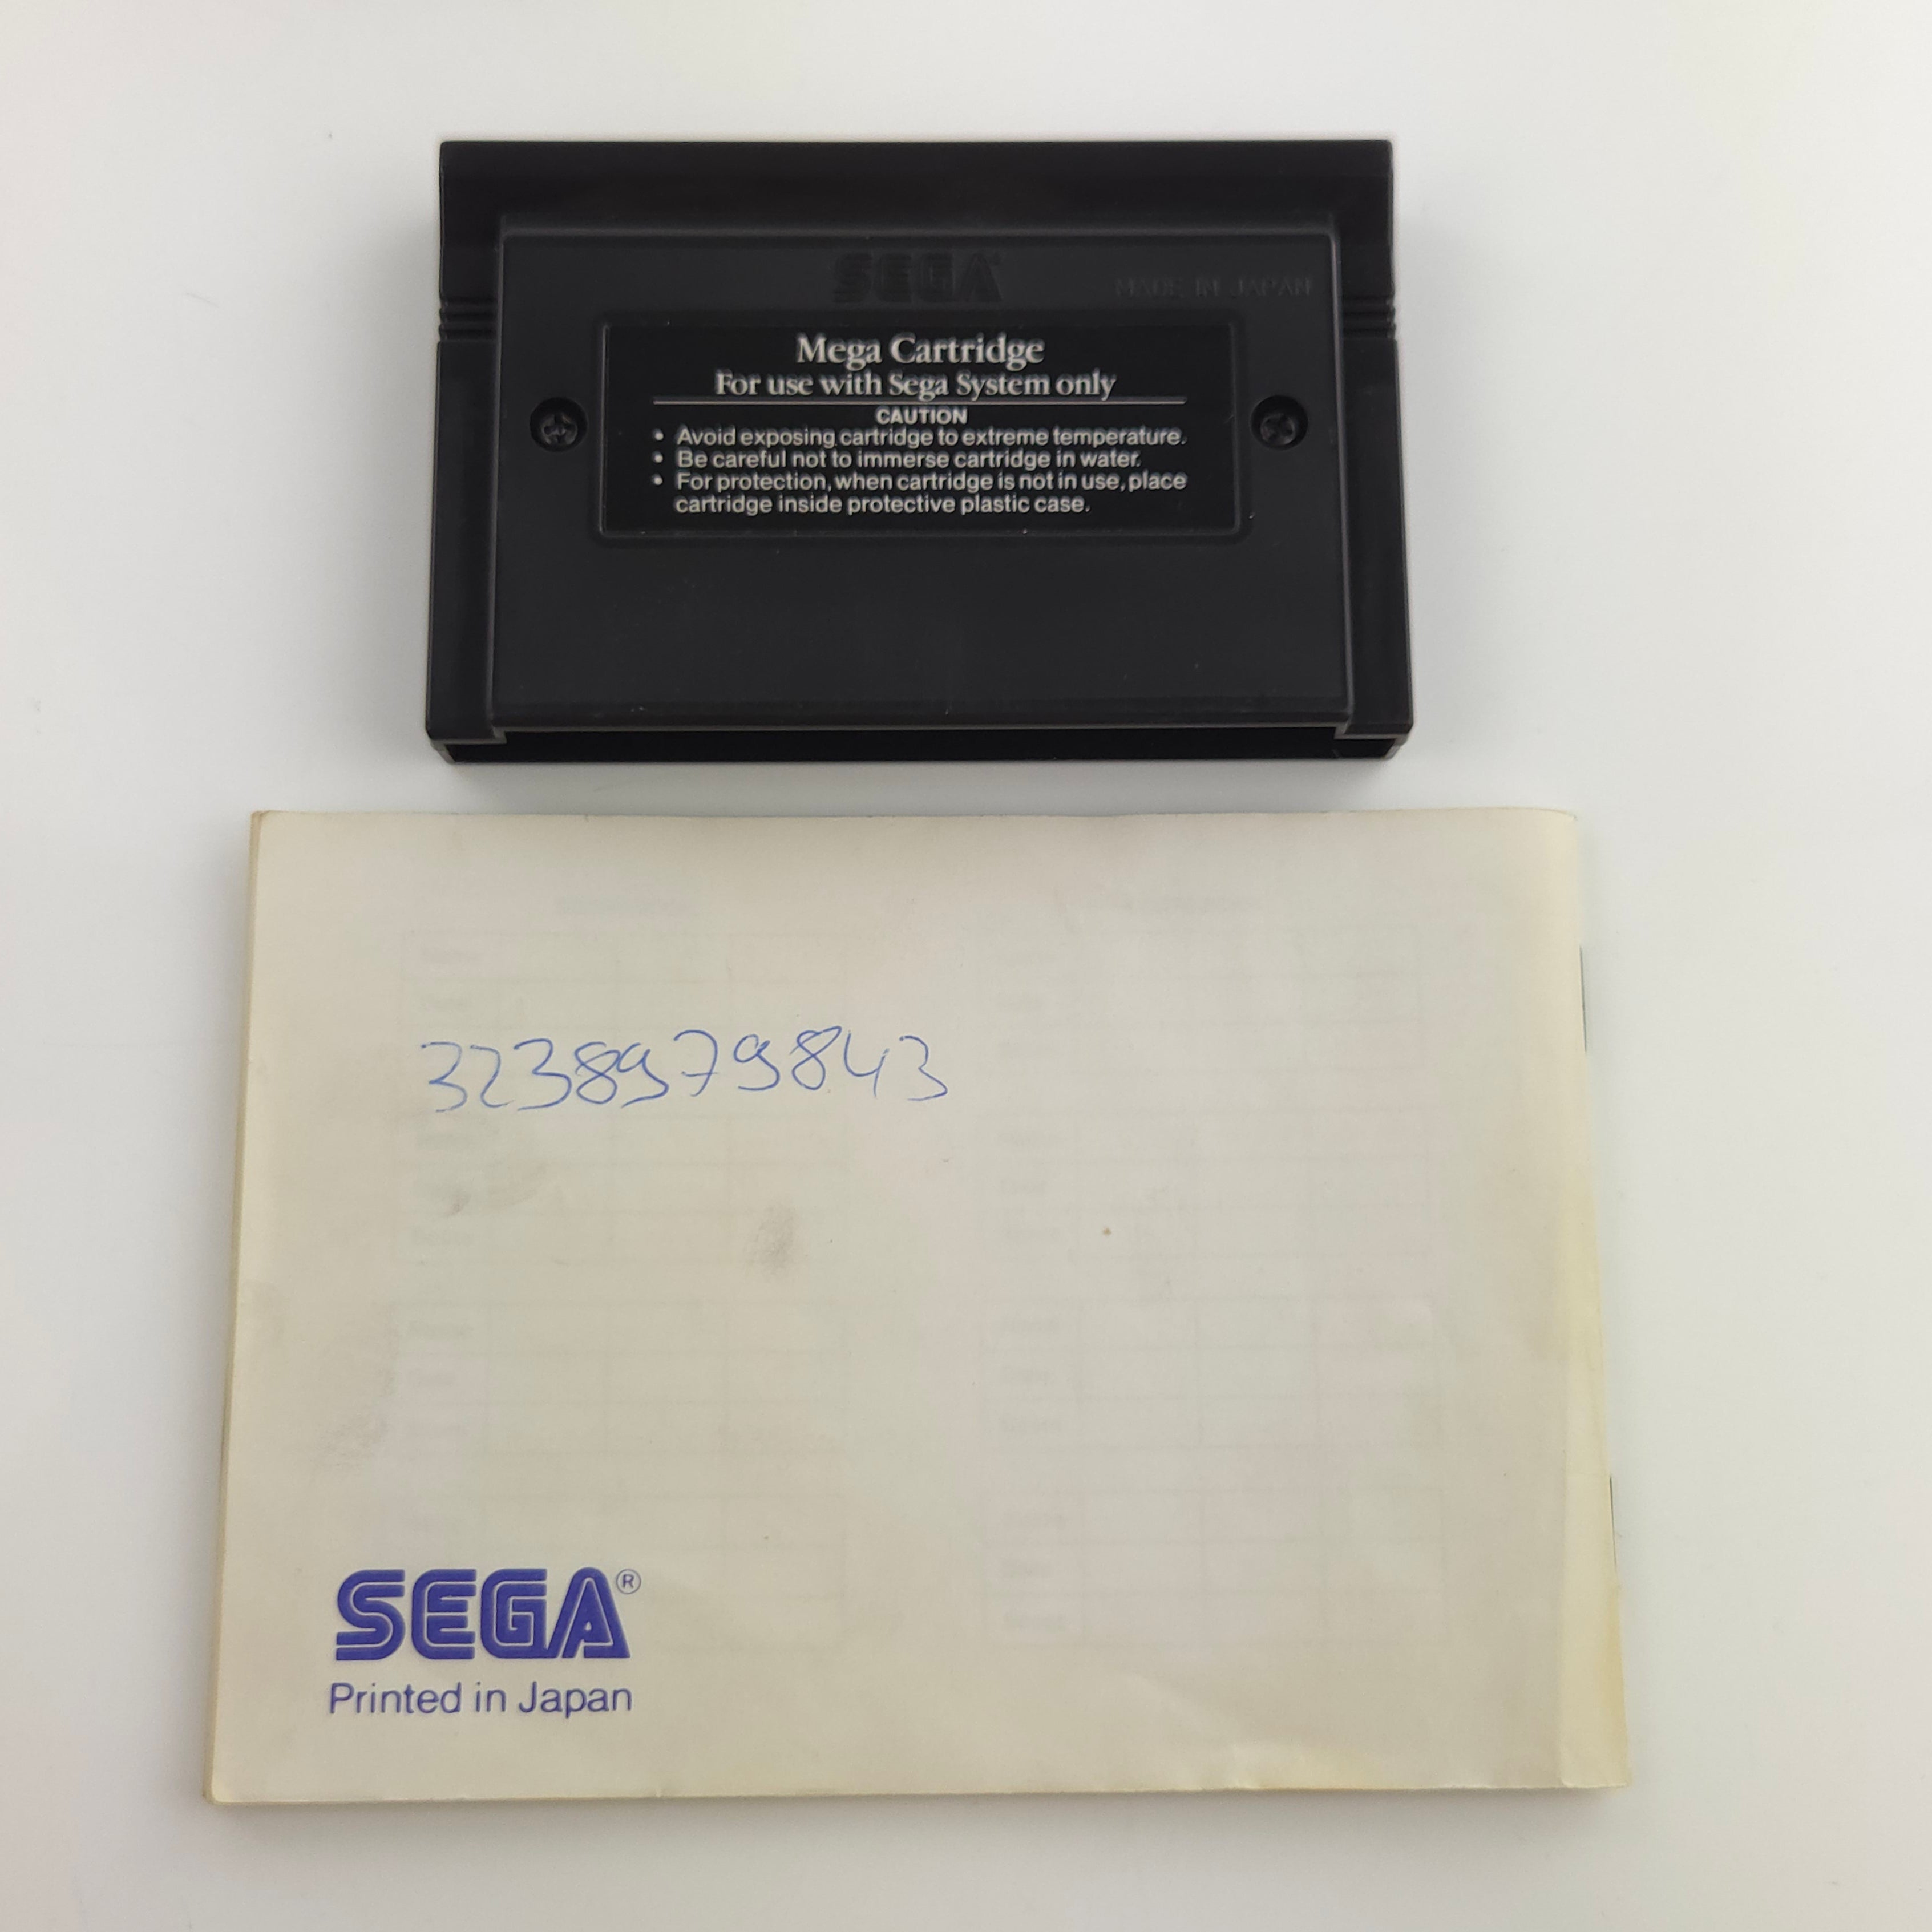 SEGA
MADE IN JAPAN
Mega Cartridge
For use with Sega System only
CAUTION
• Avoid exposing cartridge to extreme temperature.
• Be careful not to immerse cartridge in water.
• For protection, when cartridge is not in use, place
cartridge inside protective plastic case.
3238979843
SEGA®
Printed in Japan